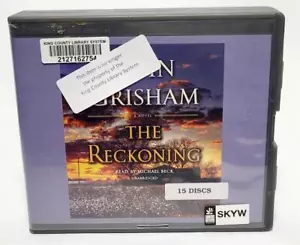 KING COUNTY LIBRARY SYSTEM
212716275
This item is no longer
the property of the
King County Library System
GRISHAM
A NOVEL
THE
RECKONING
READ BY MICHAEL BECK
UNABRIDGED
15 DISCS
SKYW